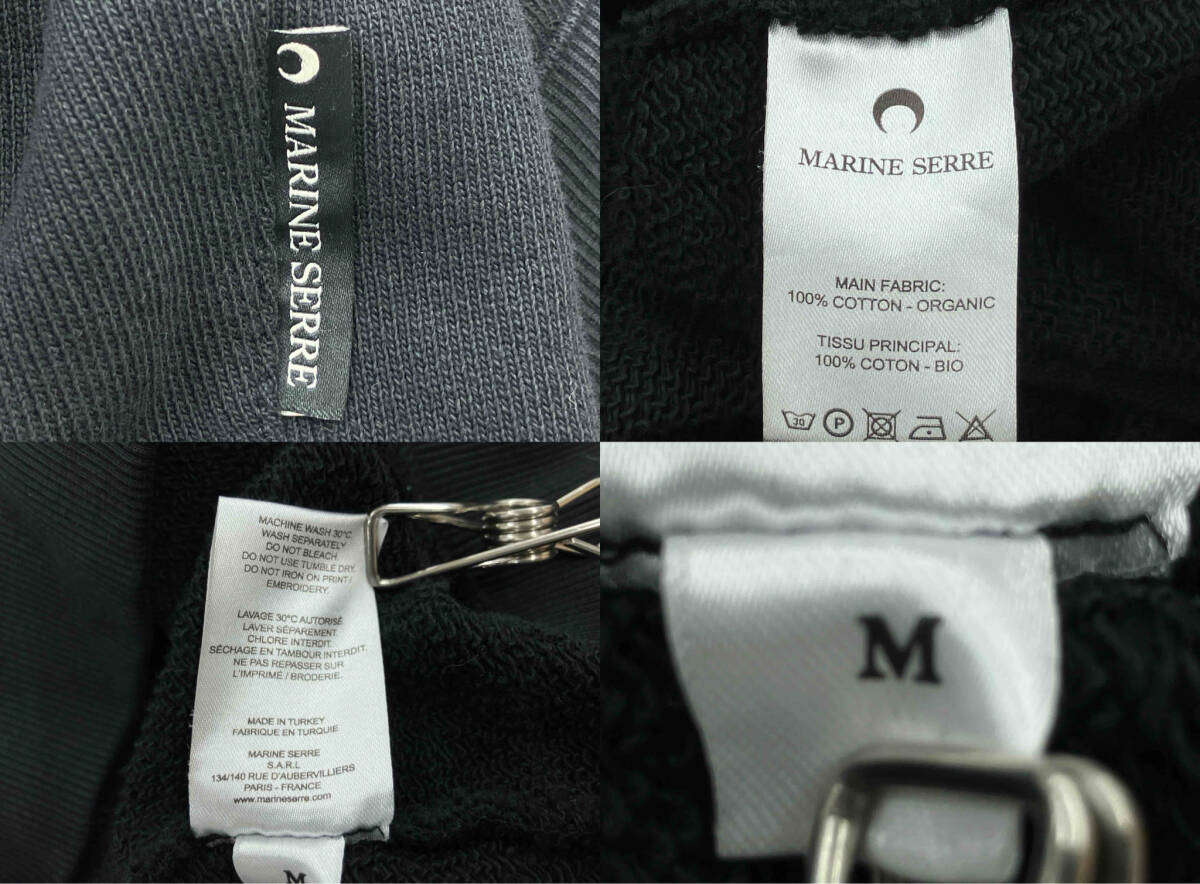 MARINE SERRE
MARINE SERRE
MAIN FABRIC:
100% COTTON - ORGANIC
TISSU PRINCIPAL:
100% COTON - BIO
30 P
MACHINE WASH 30°C
WASH SEPARATELY
DO NOT BLEACH.
DO NOT USE TUMBLE DRY.
DO NOT IRON ON PRINT/
EMBROIDERY.
LAVAGE 30°C AUTORISÉ.
LAVER SÉPARÉMENT.
CHLORE INTERDIT.
SÉCHAGE EN TAMBOUR INTERDIT.
NE PAS REPASSER SUR
L'IMPRIMÉ / BRODERIE.
MADE IN TURKEY
FABRIQUE EN TURQUIE
MARINE SERRE
S.A.R.L
134/140 RUE D'AUBERVILLIERS
PARIS - FRANCE
www.marineserre.com
M
M